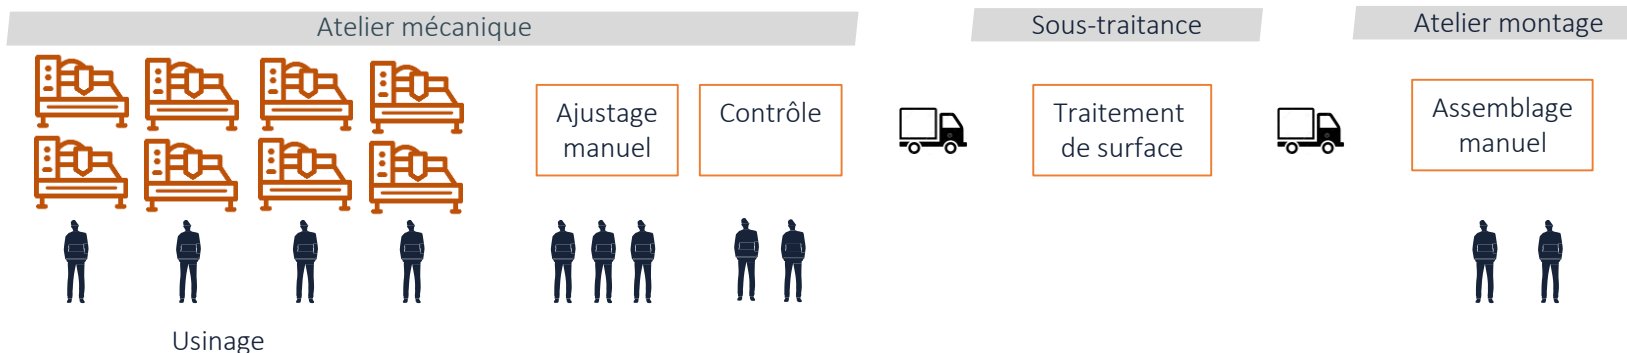 Atelier mécanique
Sous-traitance
Atelier montage
Ajustage
manuel
Contrôle
Traitement
de surface
Assemblage
manuel
Usinage